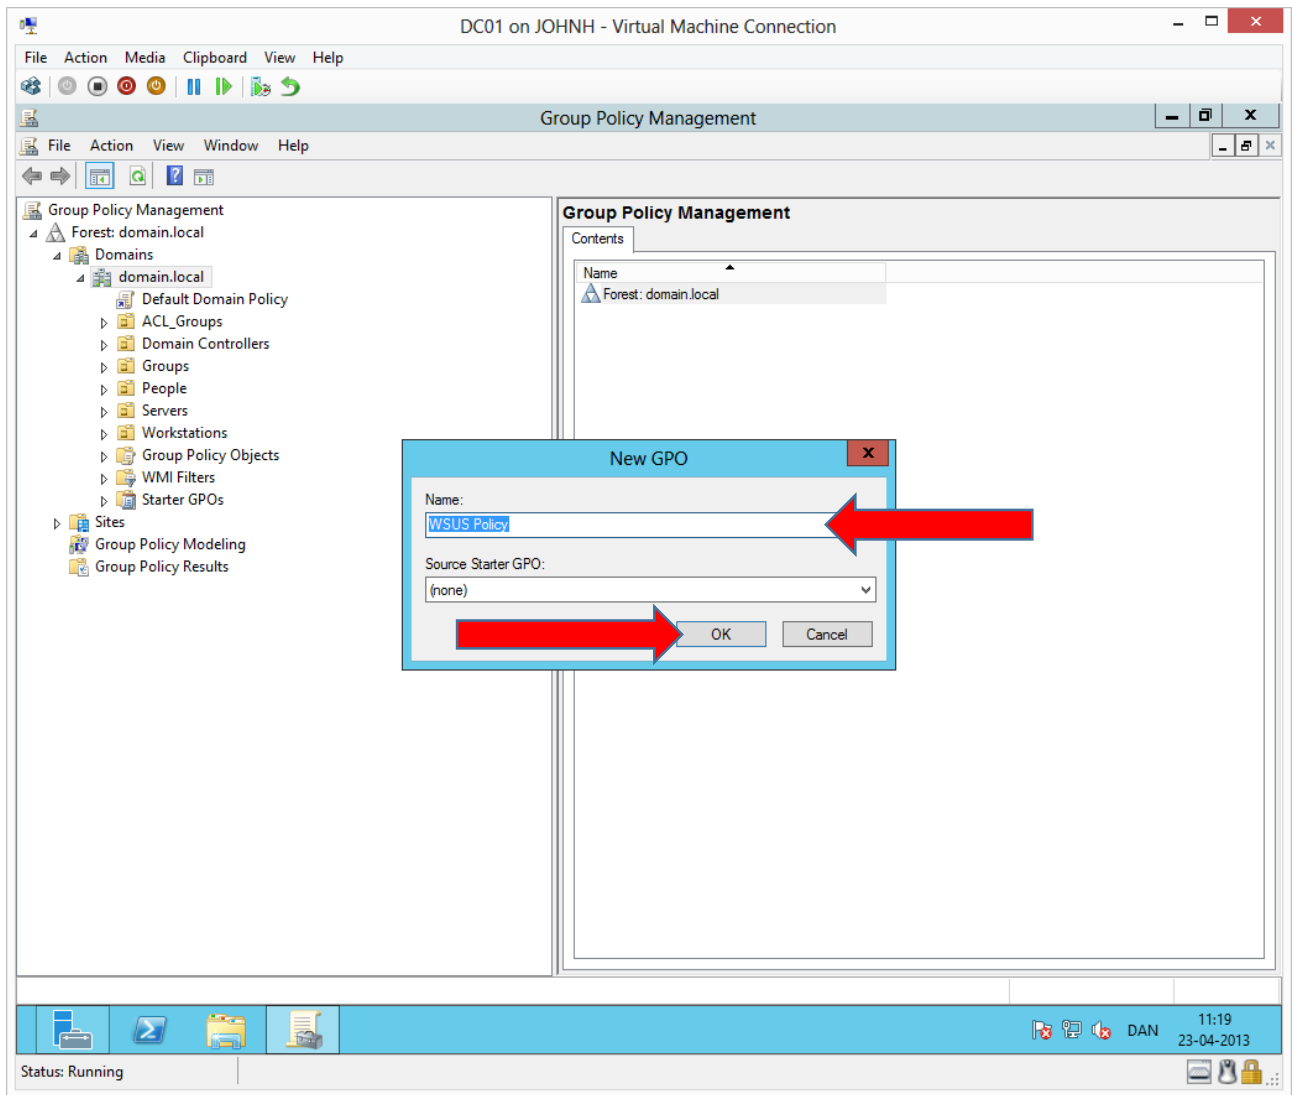 DC01 on JOHNH - Virtual Machine Connection
File Action Media Clipboard View Help
Group Policy Management
File Action View Window Help
Group Policy Management
Forest: domain.local
Domains
domain.local
Default Domain Policy
ACL_Groups
Domain Controllers
Groups
People
Servers
Workstations
Group Policy Objects
WMI Filters
Starter GPOs
Sites
Group Policy Modeling
Group Policy Results
Group Policy Management
Contents
Name
Forest: domain.local
New GPO
Name:
WSUS Policy
Source Starter GPO:
(none)
OK Cancel
DAN
11:19
23-04-2013
Status: Running